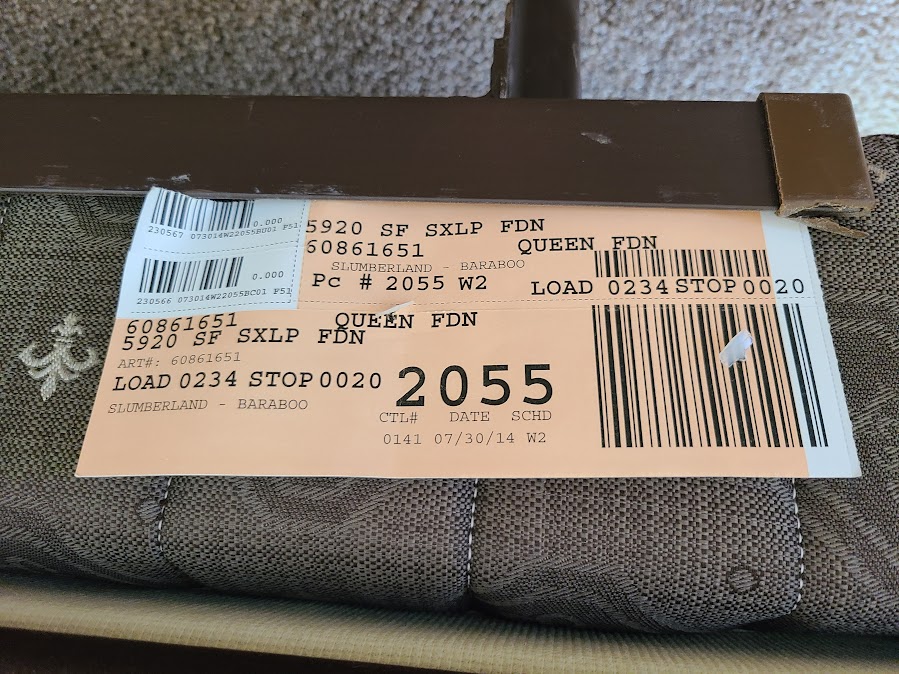 0.000
230567 073014W22055BU01 F51
0.000
230566 073014W22055BC01 F51
5920 SF SXLP FDN
60861651 QUEEN FDN
SLUMBERLAND - BARABOO
Pc # 2055 W2 LOAD 0234 STOP 0020
60861651 QUEEN FDN
5920 SF SXLP FDN
ART#: 60861651
LOAD 0234 STOP 0020 2055
SLUMBERLAND - BARABOO
CTL# DATE SCHD
0141 07/30/14 W2